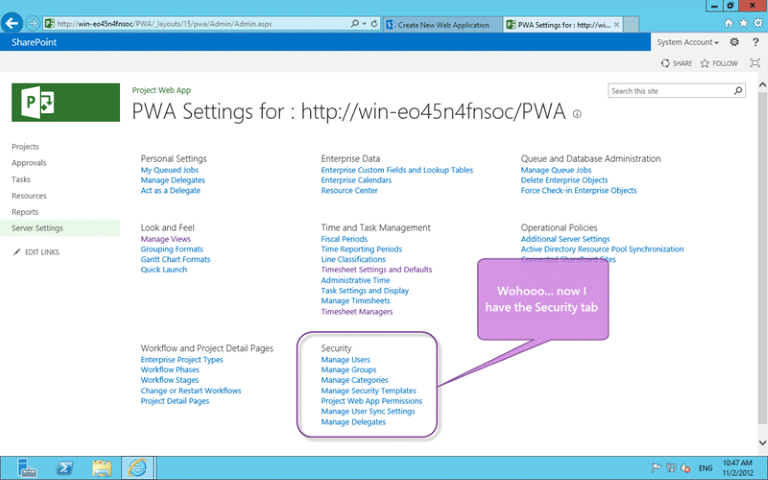 http://win-eo45n4fnsoc/PWA/_layouts/15/pwa/Admin/Admin.aspx
Create New Web Application
PWA Settings for : http://wi...
SharePoint
System Account
SHARE
FOLLOW
Project Web App
Search this site
PWA Settings for : http://win-eo45n4fnsoc/PWA
Projects
Approvals
Tasks
Resources
Reports
Server Settings
EDIT LINKS
Personal Settings
My Queued Jobs
Manage Delegates
Act as a Delegate
Enterprise Data
Enterprise Custom Fields and Lookup Tables
Enterprise Calendars
Resource Center
Queue and Database Administration
Manage Queue Jobs
Delete Enterprise Objects
Force Check-in Enterprise Objects
Look and Feel
Manage Views
Grouping Formats
Gantt Chart Formats
Quick Launch
Time and Task Management
Fiscal Periods
Time Reporting Periods
Line Classifications
Timesheet Settings and Defaults
Administrative Time
Task Settings and Display
Manage Timesheets
Timesheet Managers
Operational Policies
Additional Server Settings
Active Directory Resource Pool Synchronization
Connected SharePoint Sites
Wohooo... now I
have the Security tab
Workflow and Project Detail Pages
Enterprise Project Types
Workflow Phases
Workflow Stages
Change or Restart Workflows
Project Detail Pages
Security
Manage Users
Manage Groups
Manage Categories
Manage Security Templates
Project Web App Permissions
Manage User Sync Settings
Manage Delegates
ENG
10:47 AM
11/2/2012